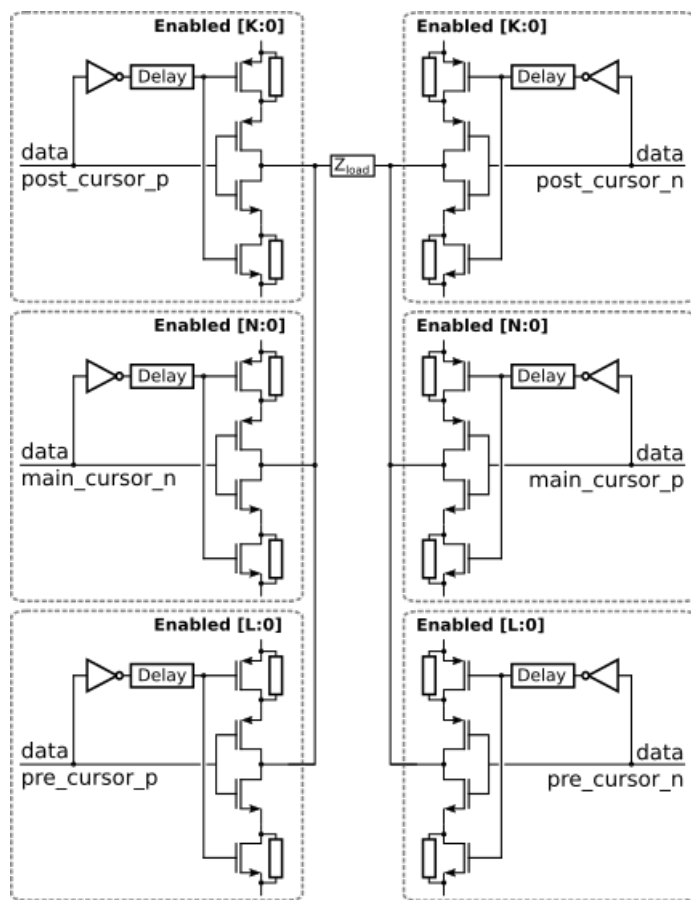 Enabled [K:0]
Delay
data
post_cursor_p
Enabled [K:0]
Delay
data
post_cursor_n
Zload
Enabled [N:0]
Delay
data
main_cursor_n
Enabled [N:0]
Delay
data
main_cursor_p
Enabled [L:0]
Delay
data
pre_cursor_p
Enabled [L:0]
Delay
data
pre_cursor_n